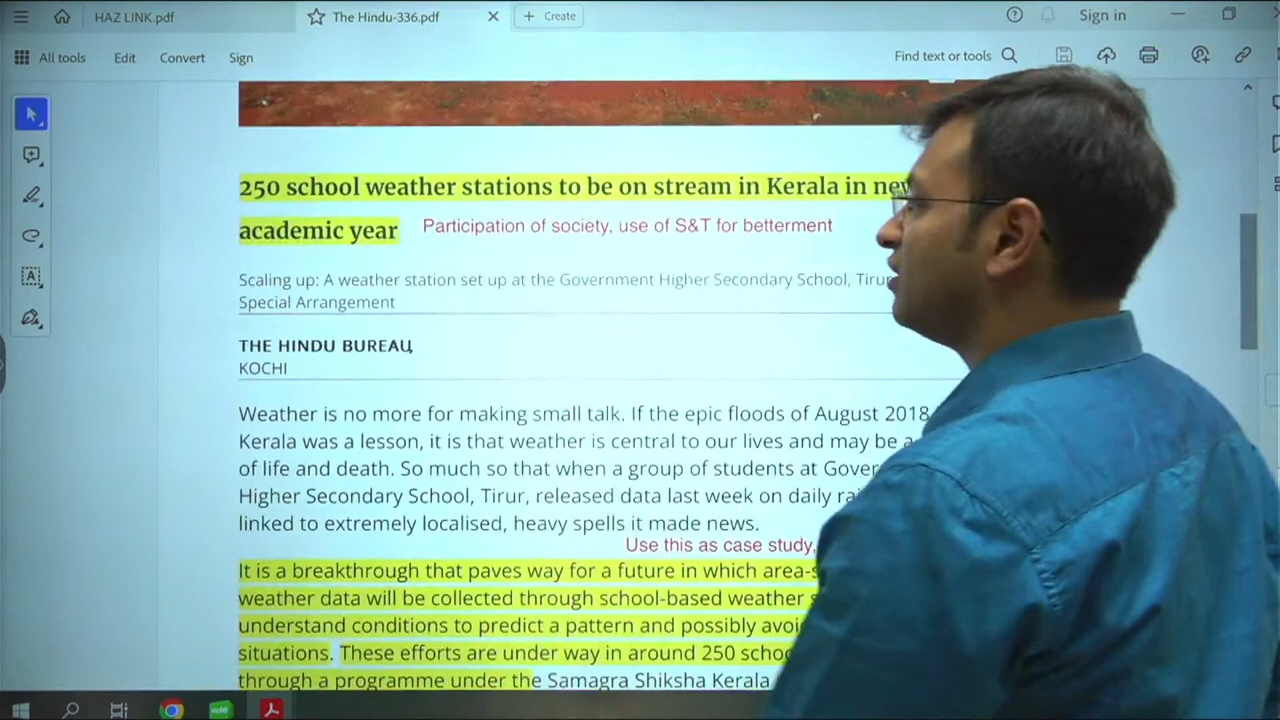 HAZ LINK.pdf
The Hindu-336.pdf
Create
Sign in
All tools
Edit
Convert
Sign
Find text or tools
250 school weather stations to be on stream in Kerala in new
academic year
Participation of society, use of S&T for betterment
Scaling up: A weather station set up at the Government Higher Secondary School, Tirur
Special Arrangement
THE HINDU BUREAU
KOCHI
Weather is no more for making small talk. If the epic floods of August 2018
Kerala was a lesson, it is that weather is central to our lives and may be a
of life and death. So much so that when a group of students at Gover
Higher Secondary School, Tirur, released data last week on daily rai
linked to extremely localised, heavy spells it made news.
Use this as case study,
It is a breakthrough that paves way for a future in which area-s
weather data will be collected through school-based weather s
understand conditions to predict a pattern and possibly avoi
situations. These efforts are under way in around 250 schoo
through a programme under the Samagra Shiksha Kerala
note